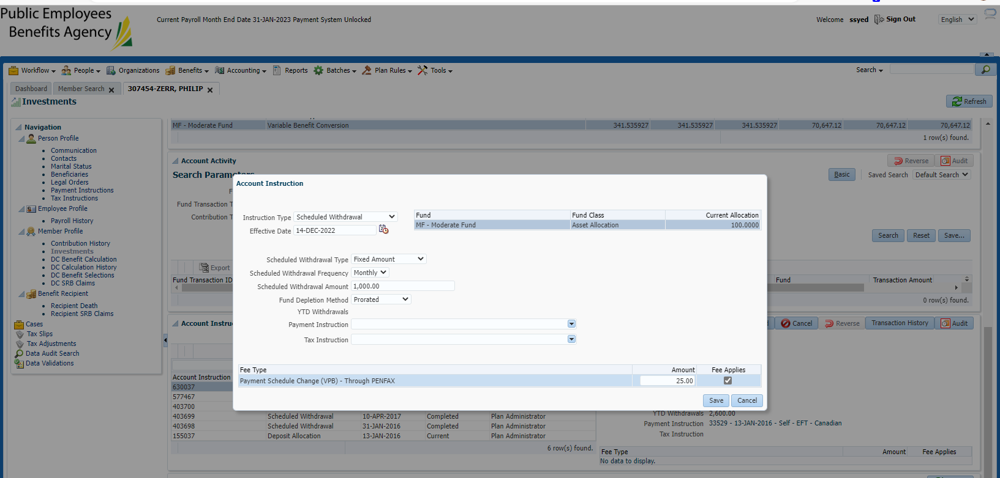 Public Employees
Benefits Agency
Current Payroll Month End Date 31-JAN-2023 Payment System Unlocked
Welcome ssyed Sign Out English
Workflow People Organizations Benefits Accounting Reports Batches Plan Rules Tools Search
Dashboard Member Search 307454-ZERR, PHILIP
Investments Refresh
Navigation
Person Profile
Communication
Contacts
Marital Status
Beneficiaries
Legal Orders
Payment Instructions
Tax Instructions
Employee Profile
Payroll History
Member Profile
Contribution History
Investments
DC Benefit Calculation
DC Calculation History
DC Benefit Selections
DC SRB Claims
Benefit Recipient
Recipient Death
Recipient SRB Claims
Cases
Tax Slips
Tax Adjustments
Data Audit Search
Data Validations
MF - Moderate Fund Variable Benefit Conversion 341.535927 341.535927 341.535927 70,647.12 70,647.12 70,647.12
1 row(s) found.
Account Activity Reverse Audit
Search Parameters Basic Saved Search Default Search
F
Fund Transaction T
Contribution T
Search Reset Save...
Export
Fund Transaction ID Fund Transaction Amount
0 row(s) found.
Account Instru d Cancel Reverse Transaction History Audit
Account Instruction
630037
577467
403700
403699 Scheduled Withdrawal 10-APR-2017 Completed Plan Administrator
403698 Scheduled Withdrawal 31-JAN-2016 Completed Plan Administrator
155037 Deposit Allocation 13-JAN-2016 Current Plan Administrator
6 row(s) found.
YTD Withdrawals 2,600.00
Payment Instruction 33529 - 13-JAN-2016 - Self - EFT - Canadian
Tax Instruction
Fee Type Amount Fee Applies
No data to display.
Account Instruction
Instruction Type Scheduled Withdrawal
Effective Date 14-DEC-2022
Fund Fund Class Current Allocation
MF - Moderate Fund Asset Allocation 100.0000
Scheduled Withdrawal Type Fixed Amount
Scheduled Withdrawal Frequency Monthly
Scheduled Withdrawal Amount 1,000.00
Fund Depletion Method Prorated
YTD Withdrawals
Payment Instruction
Tax Instruction
Fee Type Amount Fee Applies
Payment Schedule Change (VPB) - Through PENFAX 25.00
Save Cancel